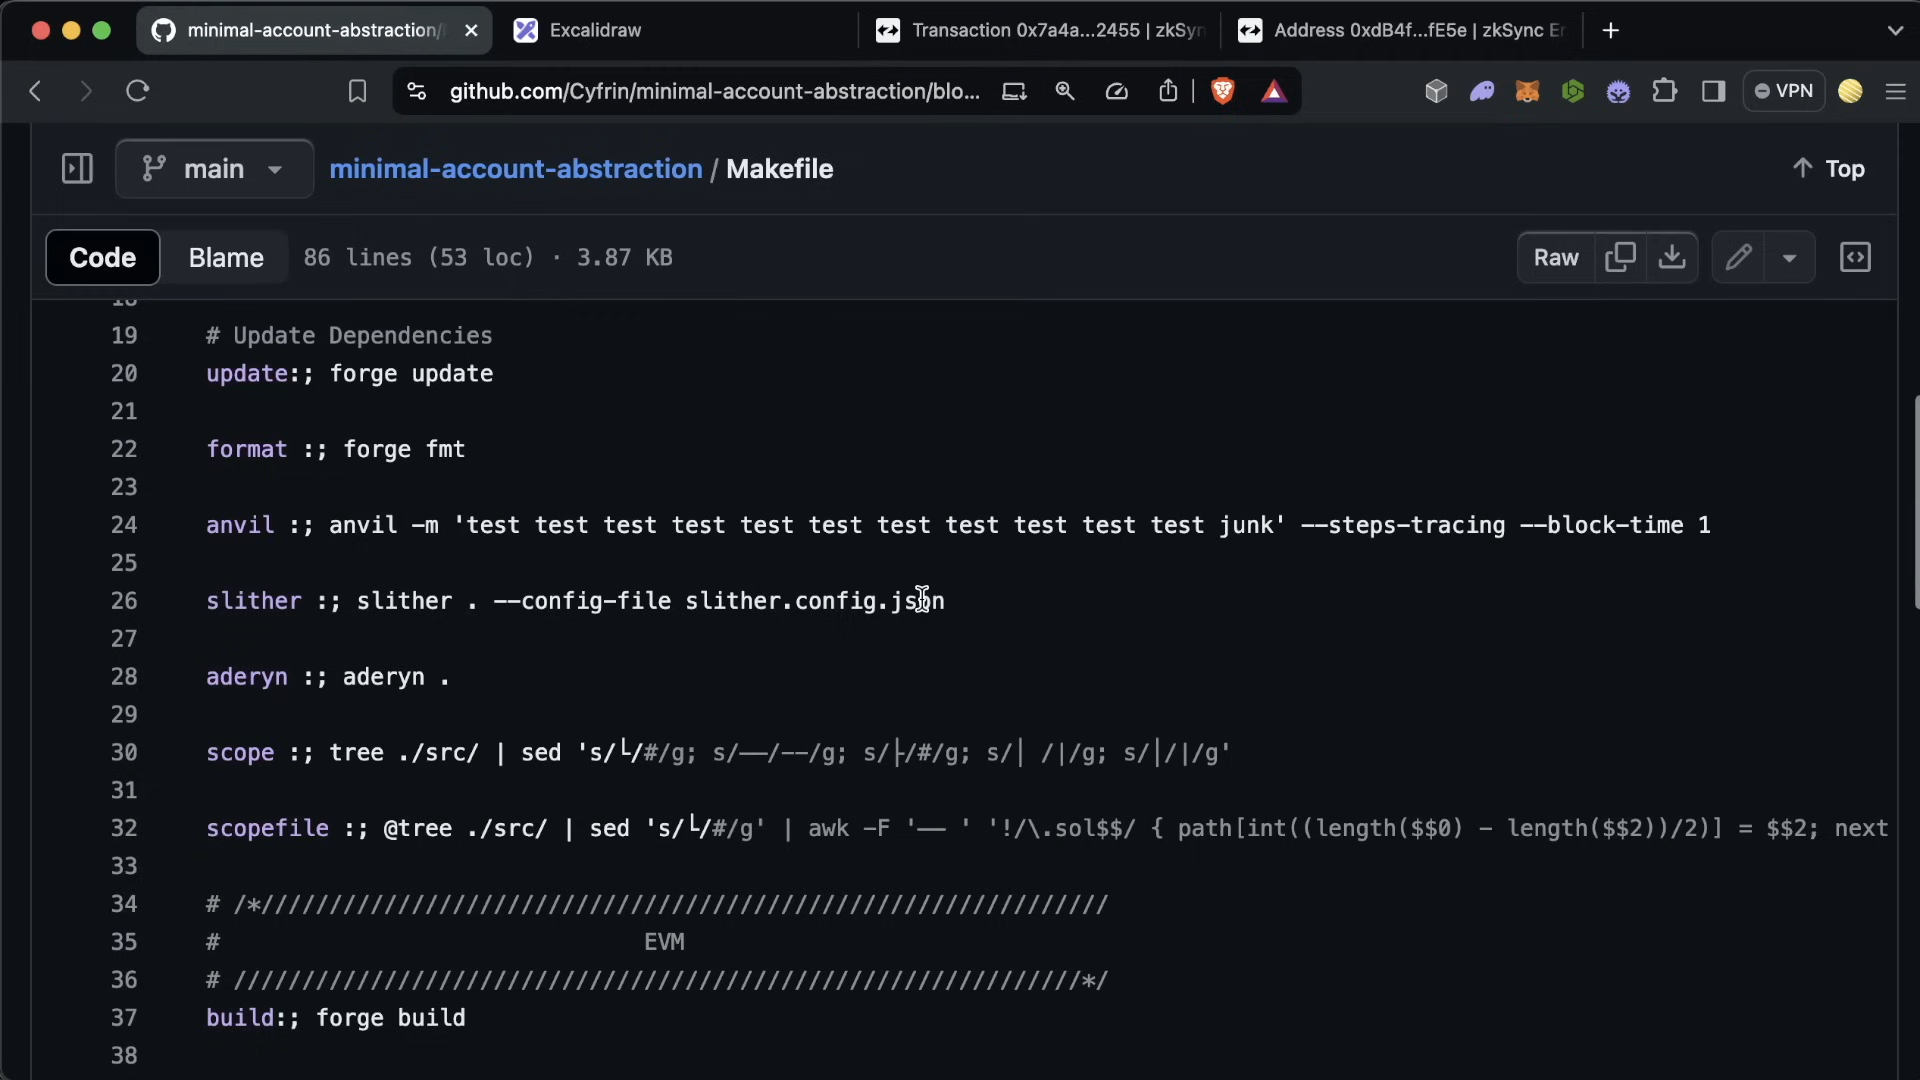 minimal-account-abstraction/
Excalidraw
Transaction 0x7a4a...2455 | zkSyn
Address 0xdB4f...fE5e | zkSync Er
github.com/Cyfrin/minimal-account-abstraction/blo...
VPN
main
minimal-account-abstraction / Makefile
Top
Code
Blame
86 lines (53 loc) · 3.87 KB
Raw
18
19 # Update Dependencies
20 update:; forge update
21
22 format :; forge fmt
23
24 anvil :; anvil -m 'test test test test test test test test test test test junk' --steps-tracing --block-time 1
25
26 slither :; slither . --config-file slither.config.json
27
28 aderyn :; aderyn .
29
30 scope :; tree ./src/ | sed 's/└/#/g; s/──/--/g; s/├/#/g; s/│ /|/g; s/│/|/g'
31
32 scopefile :; @tree ./src/ | sed 's/└/#/g' | awk -F '── ' '!/\.sol$$/ { path[int((length($$0) - length($$2))/2)] = $$2; next
33
34 # /*//////////////////////////////////////////////////////////////
35 # EVM
36 # //////////////////////////////////////////////////////////////*/
37 build:; forge build
38